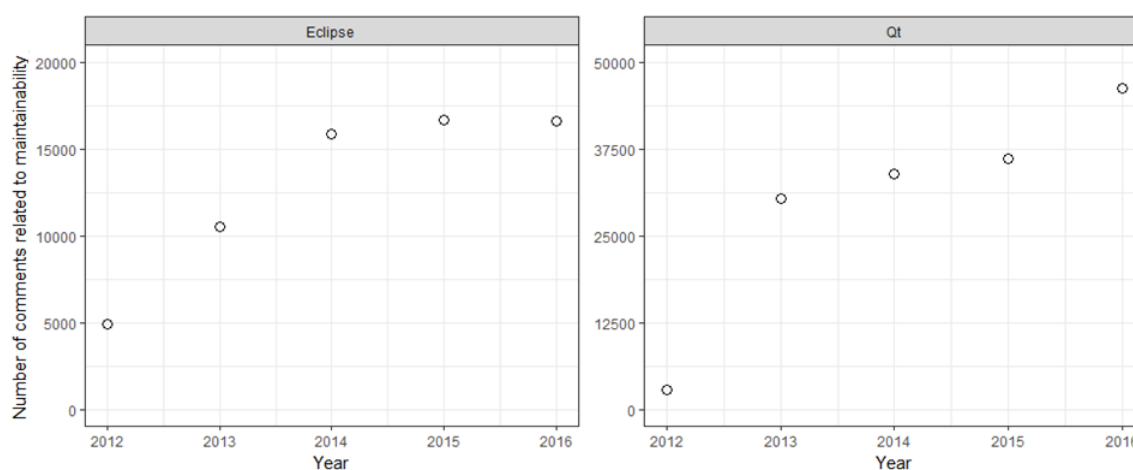 Eclipse
Qt
Number of comments related to maintainability
20000
15000
10000
5000
0
50000
37500
25000
12500
0
2012 2013 2014 2015 2016
2012 2013 2014 2015 2016
Year
Year